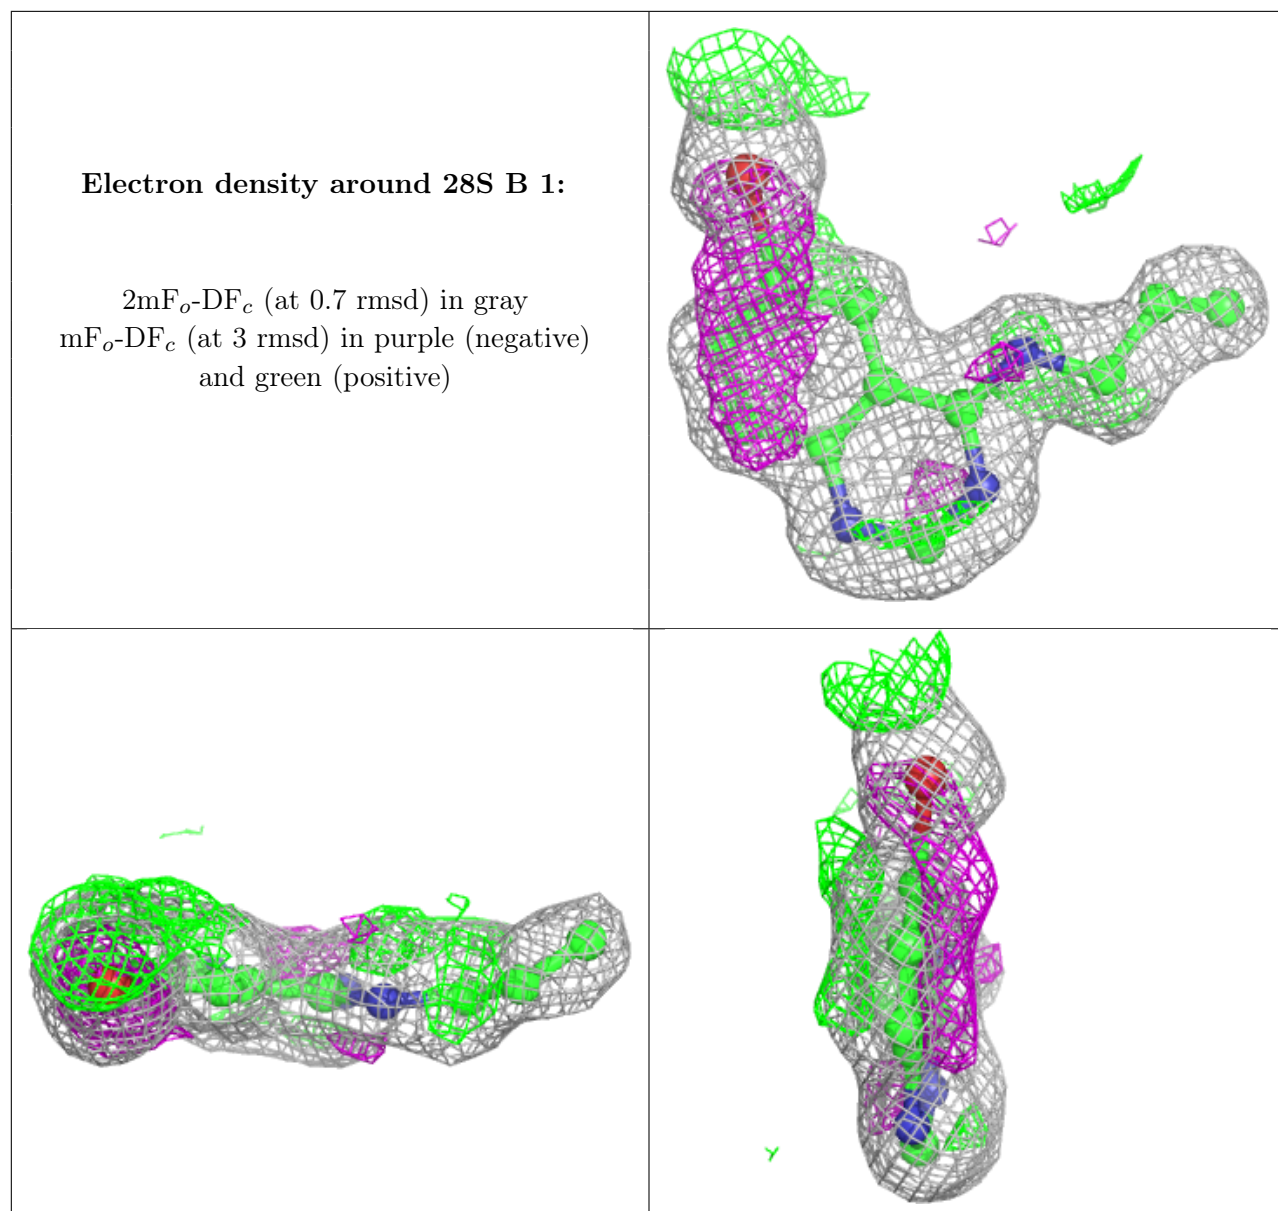 Electron density around 28S B 1:
2mFₒ-DF𝒸 (at 0.7 rmsd) in gray
mFₒ-DF𝒸 (at 3 rmsd) in purple (negative)
and green (positive)